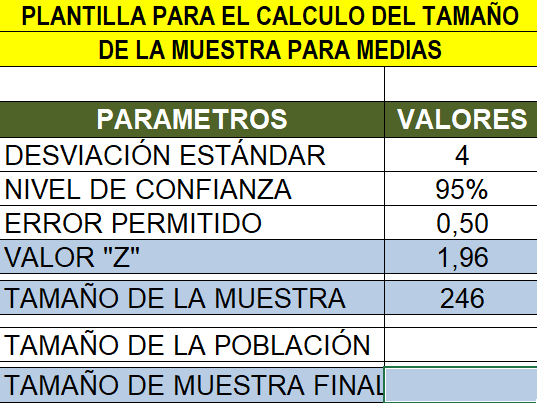 PLANTILLA PARA EL CALCULO DEL TAMAÑO
DE LA MUESTRA PARA MEDIAS
PARAMETROS VALORES
DESVIACIÓN ESTÁNDAR 4
NIVEL DE CONFIANZA 95%
ERROR PERMITIDO 0,50
VALOR "Z" 1,96
TAMAÑO DE LA MUESTRA 246
TAMAÑO DE LA POBLACIÓN
TAMAÑO DE MUESTRA FINAL